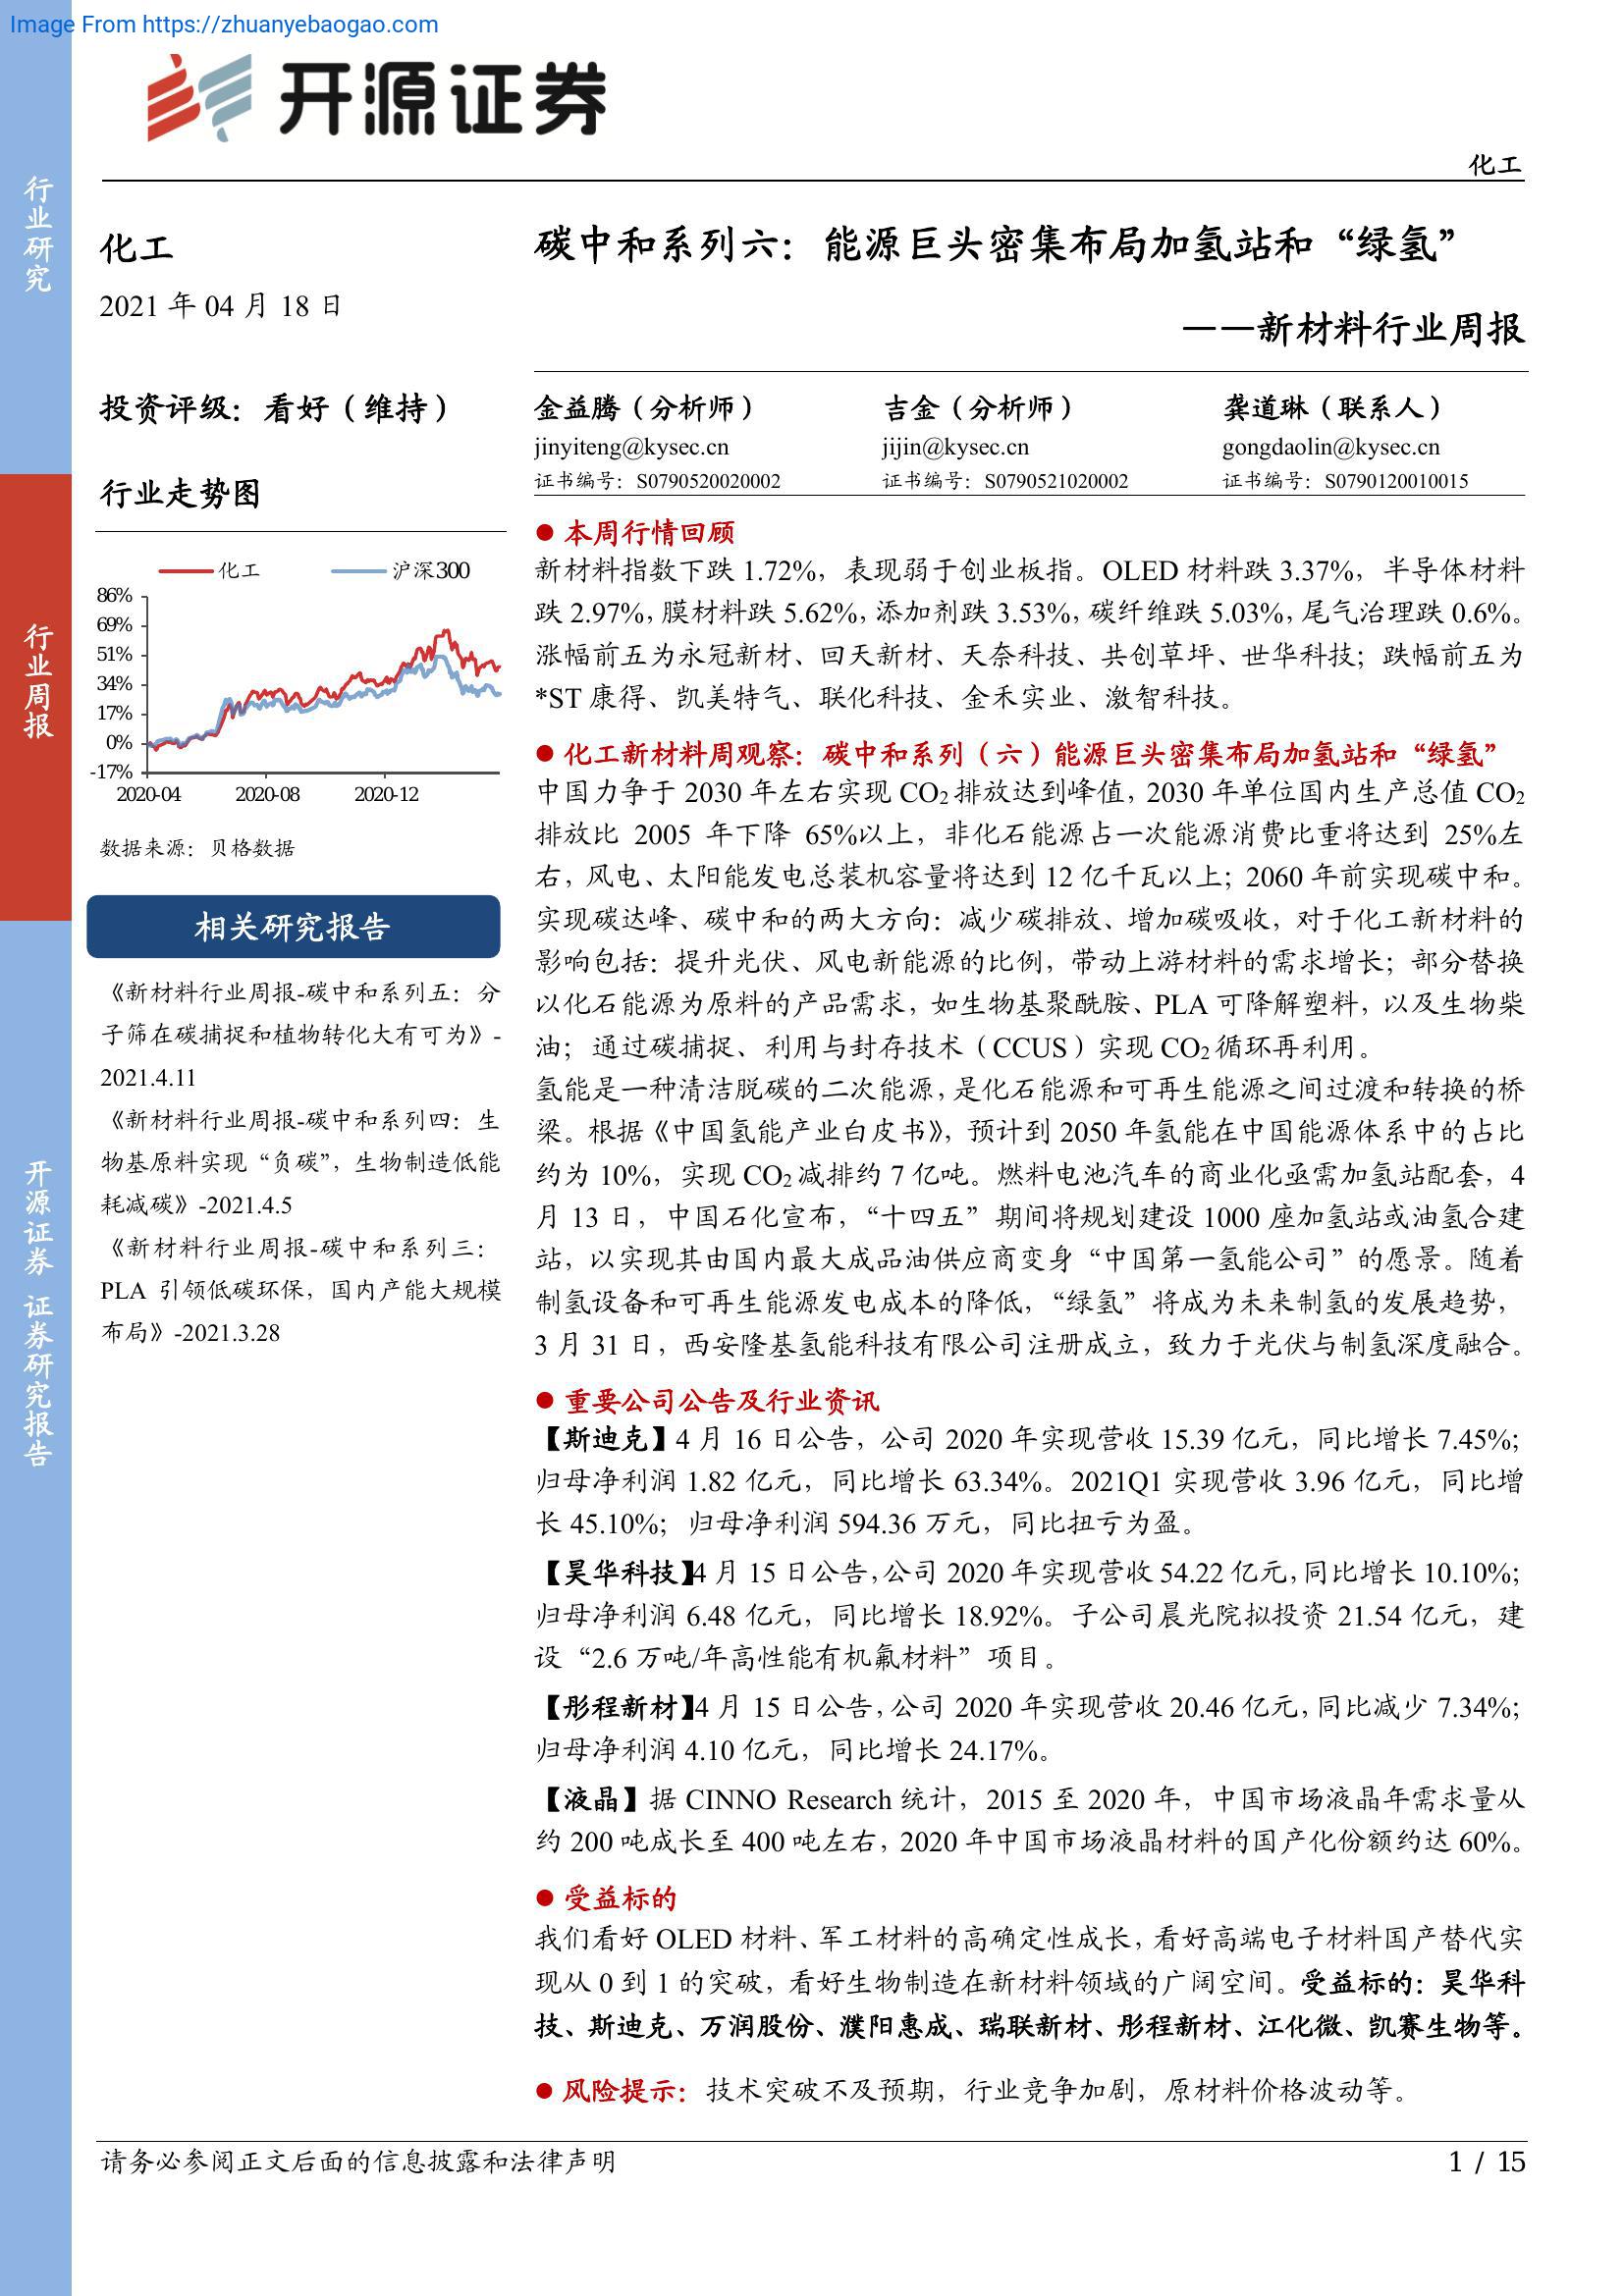 Image From https://zhuanyebaogao.com
开源证券
化工
行业研究
行业周报
开源证券 证券研究报告
化工
2021 年 04 月 18 日
投资评级：看好（维持）
行业走势图
化工 沪深300
86%
69%
51%
34%
17%
0%
-17%
2020-04 2020-08 2020-12
数据来源：贝格数据
相关研究报告
《新材料行业周报-碳中和系列五：分
子筛在碳捕捉和植物转化大有可为》-
2021.4.11
《新材料行业周报-碳中和系列四：生
物基原料实现“负碳”，生物制造低能
耗减碳》-2021.4.5
《新材料行业周报-碳中和系列三：
PLA 引领低碳环保，国内产能大规模
布局》-2021.3.28
碳中和系列六：能源巨头密集布局加氢站和“绿氢”
——新材料行业周报
金益腾（分析师） 吉金（分析师） 龚道琳（联系人）
jinyiteng@kysec.cn jijin@kysec.cn gongdaolin@kysec.cn
证书编号：S0790520020002 证书编号：S0790521020002 证书编号：S0790120010015
● 本周行情回顾
新材料指数下跌 1.72%，表现弱于创业板指。OLED 材料跌 3.37%，半导体材料
跌 2.97%，膜材料跌 5.62%，添加剂跌 3.53%，碳纤维跌 5.03%，尾气治理跌 0.6%。
涨幅前五为永冠新材、回天新材、天奈科技、共创草坪、世华科技；跌幅前五为
*ST 康得、凯美特气、联化科技、金禾实业、激智科技。
● 化工新材料周观察：碳中和系列（六）能源巨头密集布局加氢站和“绿氢”
中国力争于 2030 年左右实现 CO2 排放达到峰值，2030 年单位国内生产总值 CO2
排放比 2005 年下降 65%以上，非化石能源占一次能源消费比重将达到 25%左
右，风电、太阳能发电总装机容量将达到 12 亿千瓦以上；2060 年前实现碳中和。
实现碳达峰、碳中和的两大方向：减少碳排放、增加碳吸收，对于化工新材料的
影响包括：提升光伏、风电新能源的比例，带动上游材料的需求增长；部分替换
以化石能源为原料的产品需求，如生物基聚酰胺、PLA 可降解塑料，以及生物柴
油；通过碳捕捉、利用与封存技术（CCUS）实现 CO2 循环再利用。
氢能是一种清洁脱碳的二次能源，是化石能源和可再生能源之间过渡和转换的桥
梁。根据《中国氢能产业白皮书》，预计到 2050 年氢能在中国能源体系中的占比
约为 10%，实现 CO2 减排约 7 亿吨。燃料电池汽车的商业化亟需加氢站配套，4
月 13 日，中国石化宣布，“十四五”期间将规划建设 1000 座加氢站或油氢合建
站，以实现其由国内最大成品油供应商变身“中国第一氢能公司”的愿景。随着
制氢设备和可再生能源发电成本的降低，“绿氢”将成为未来制氢的发展趋势，
3 月 31 日，西安隆基氢能科技有限公司注册成立，致力于光伏与制氢深度融合。
● 重要公司公告及行业资讯
【斯迪克】4 月 16 日公告，公司 2020 年实现营收 15.39 亿元，同比增长 7.45%；
归母净利润 1.82 亿元，同比增长 63.34%。2021Q1 实现营收 3.96 亿元，同比增
长 45.10%；归母净利润 594.36 万元，同比扭亏为盈。
【昊华科技】4 月 15 日公告，公司 2020 年实现营收 54.22 亿元，同比增长 10.10%；
归母净利润 6.48 亿元，同比增长 18.92%。子公司晨光院拟投资 21.54 亿元，建
设“2.6 万吨/年高性能有机氟材料”项目。
【彤程新材】4 月 15 日公告，公司 2020 年实现营收 20.46 亿元，同比减少 7.34%；
归母净利润 4.10 亿元，同比增长 24.17%。
【液晶】据 CINNO Research 统计，2015 至 2020 年，中国市场液晶年需求量从
约 200 吨成长至 400 吨左右，2020 年中国市场液晶材料的国产化份额约达 60%。
● 受益标的
我们看好 OLED 材料、军工材料的高确定性成长，看好高端电子材料国产替代实
现从 0 到 1 的突破，看好生物制造在新材料领域的广阔空间。受益标的：昊华科
技、斯迪克、万润股份、濮阳惠成、瑞联新材、彤程新材、江化微、凯赛生物等。
● 风险提示：技术突破不及预期，行业竞争加剧，原材料价格波动等。
请务必参阅正文后面的信息披露和法律声明 1 / 15